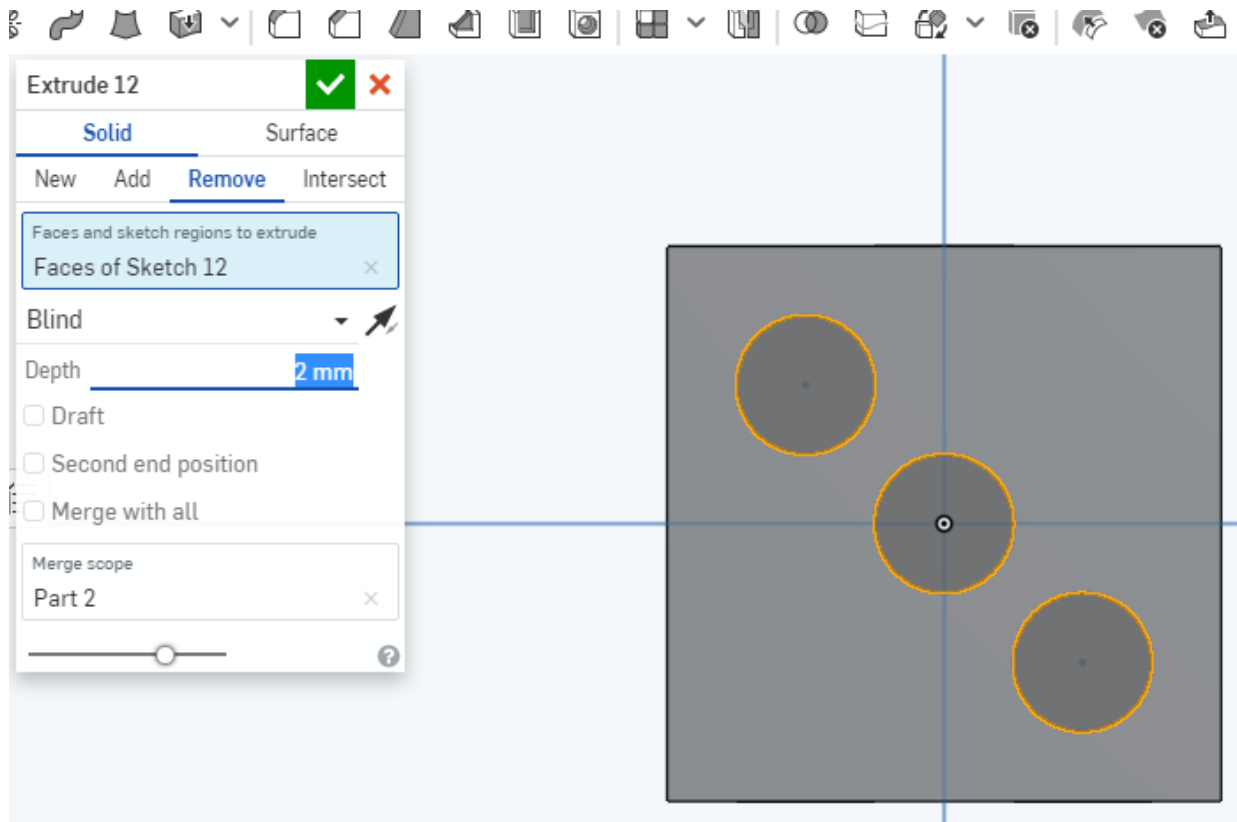 Extrude 12
Solid Surface
New Add Remove Intersect
Faces and sketch regions to extrude
Faces of Sketch 12
Blind
Depth 2 mm
Draft
Second end position
Merge with all
Merge scope
Part 2